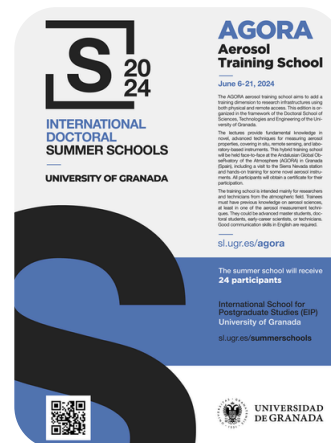 S 20
24
INTERNATIONAL
DOCTORAL
SUMMER SCHOOLS
UNIVERSITY OF GRANADA
AGORA
Aerosol
Training School
June 6-21, 2024
The AGORA aerosol training school aims to add a
training dimension to research infrastructures using
both physical and remote access. This edition is or-
ganized in the framework of the Doctoral School of
Sciences, Technologies and Engineering of the Uni-
versity of Granada.
The lectures provide fundamental knowledge in
novel, advanced techniques for measuring aerosol
properties, covering in situ, remote sensing, and labo-
ratory-based instruments. This hybrid training school
will be held face-to-face at the Andalusian Global Ob-
seRvatory of the Atmosphere (AGORA) in Granada
(Spain), including a visit to the Sierra Nevada station
and hands-on training for some novel aerosol instru-
ments. All participants will obtain a certificate for their
participation.
The training school is intended mainly for researchers
and technicians from the atmospheric field. Trainees
must have previous knowledge on aerosol sciences,
at least in one of the aerosol measurement techni-
ques. They could be advanced master students, doc-
toral students, early-career scientists, or technicians.
Good communication skills in English are required.
sl.ugr.es/agora
The summer school will receive
24 participants
International School for
Postgraduate Studies (EIP)
University of Granada
sl.ugr.es/summerschools
S
UNIVERSIDAD
DE GRANADA